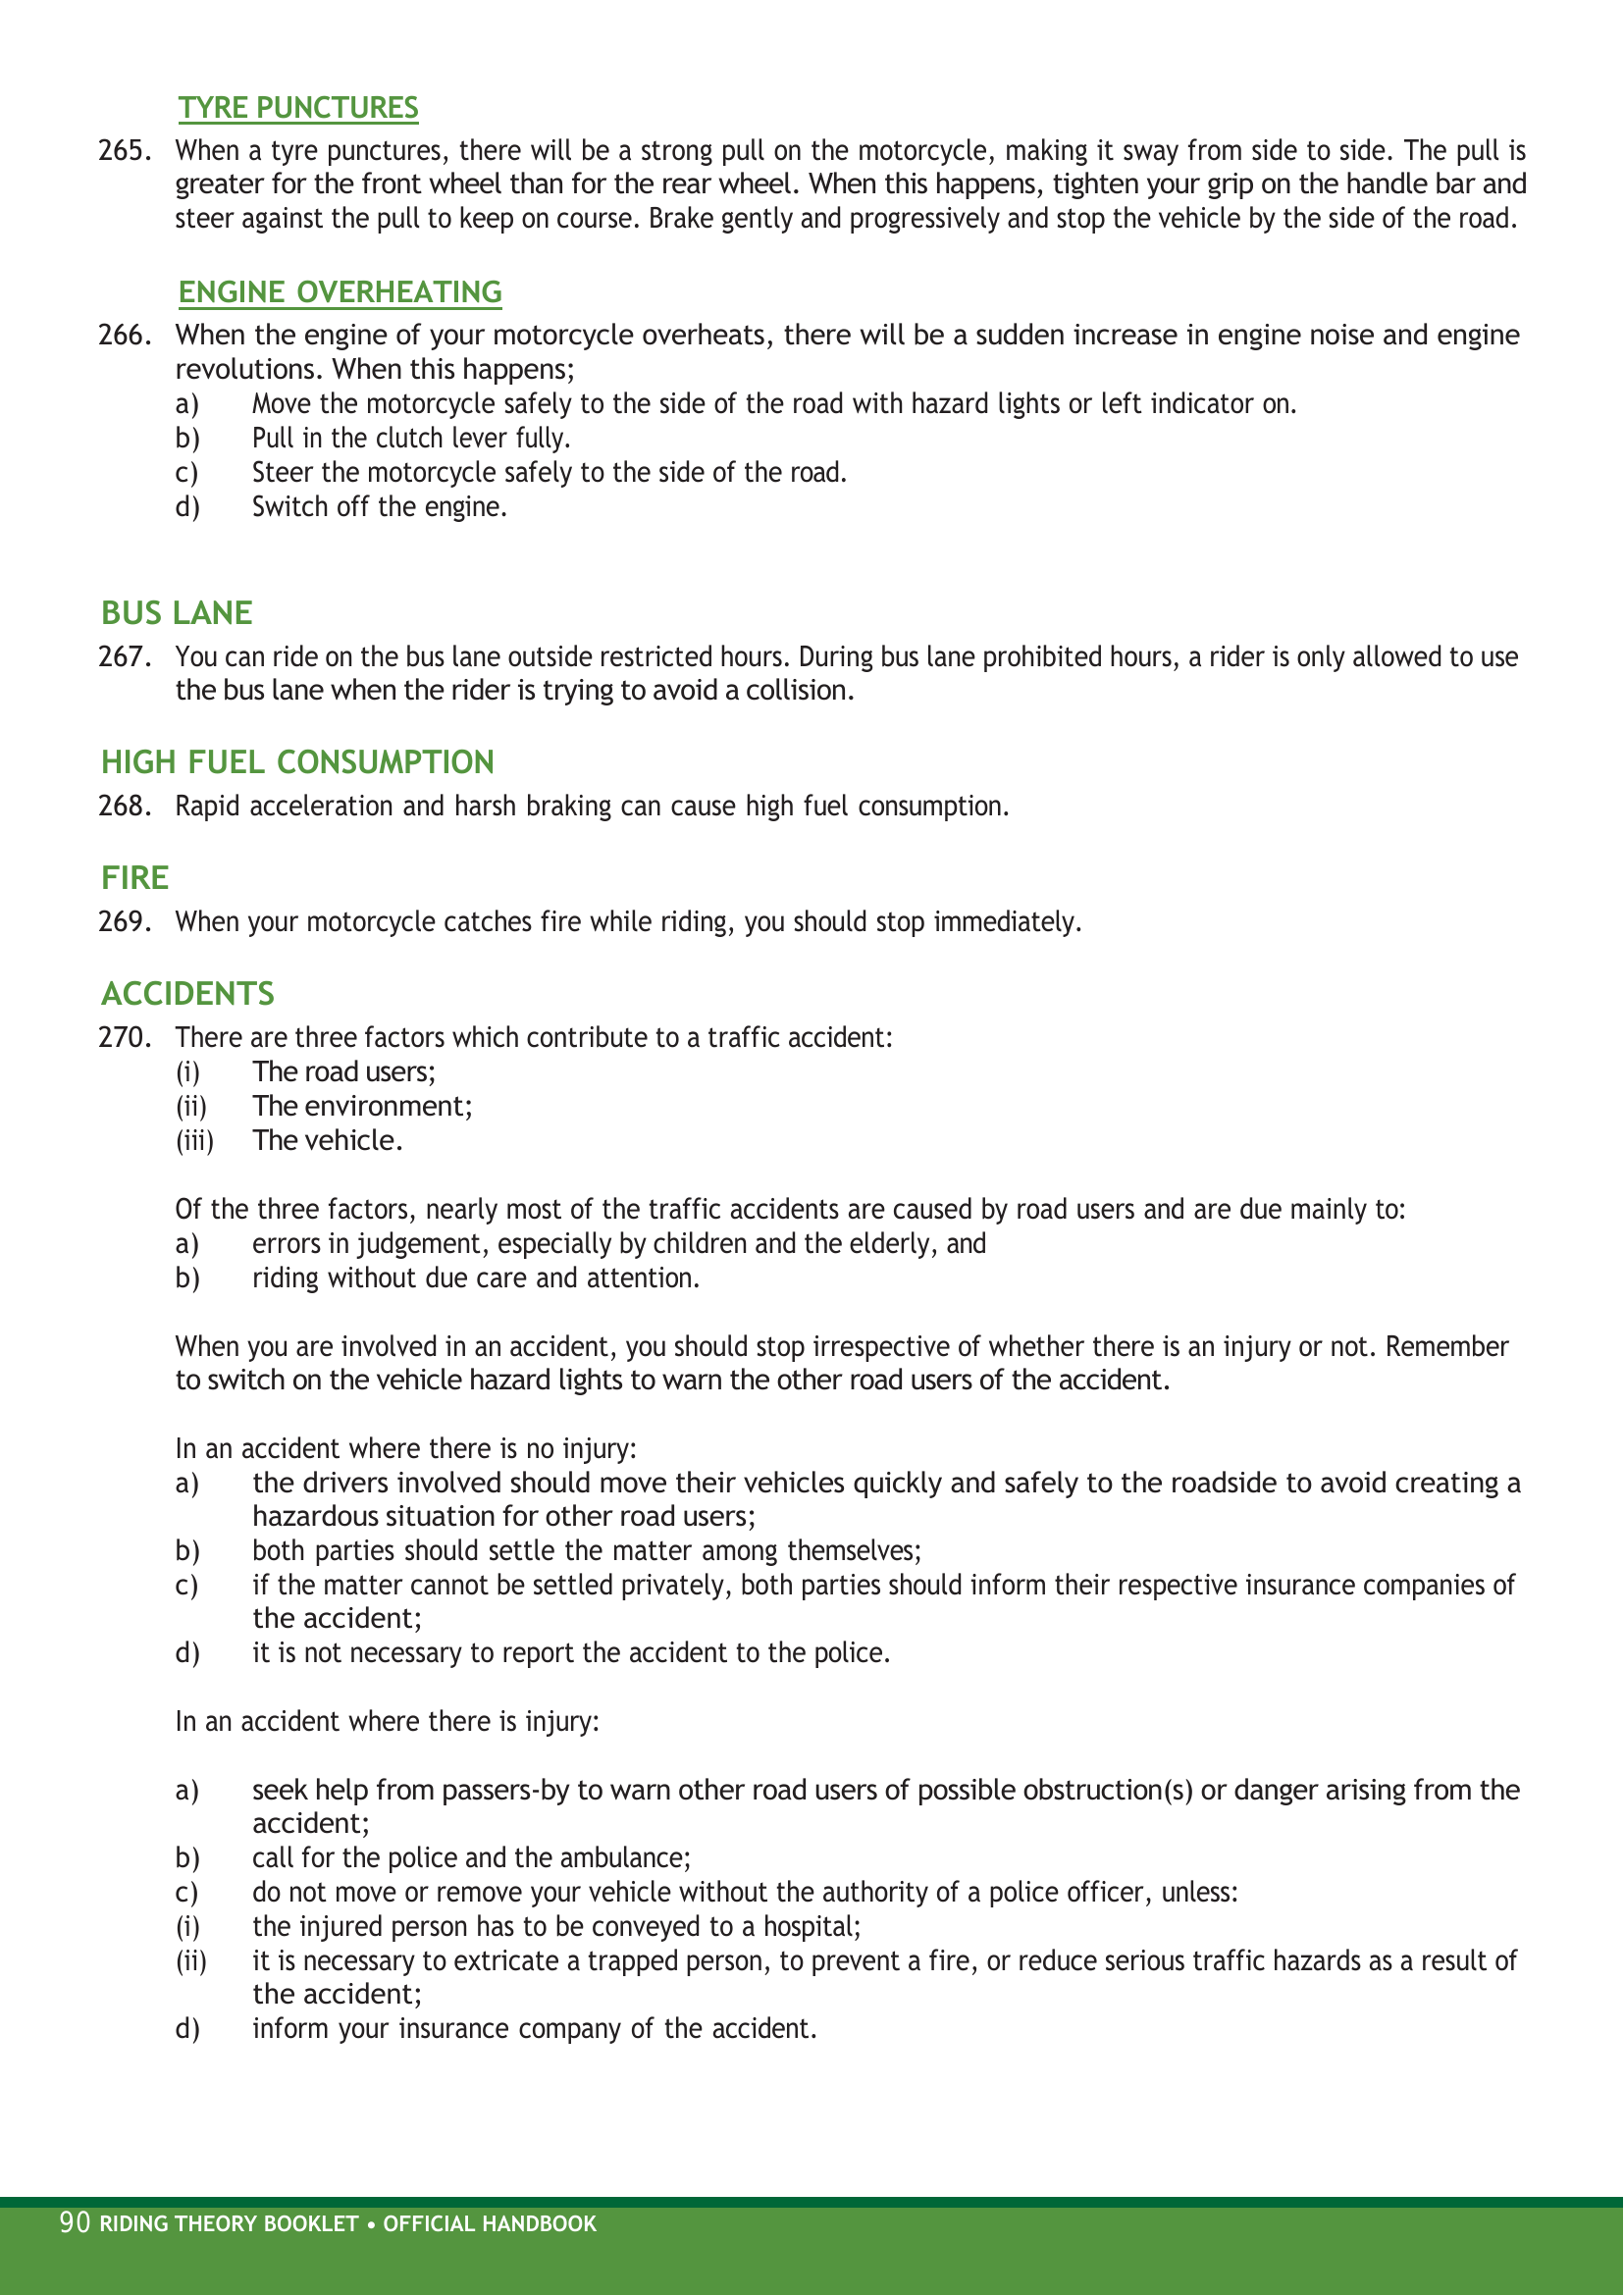 TYRE PUNCTURES
265. When a tyre punctures, there will be a strong pull on the motorcycle, making it sway from side to side. The pull is
greater for the front wheel than for the rear wheel. When this happens, tighten your grip on the handle bar and
steer against the pull to keep on course. Brake gently and progressively and stop the vehicle by the side of the road.
ENGINE OVERHEATING
266. When the engine of your motorcycle overheats, there will be a sudden increase in engine noise and engine
revolutions. When this happens;
a) Move the motorcycle safely to the side of the road with hazard lights or left indicator on.
b) Pull in the clutch lever fully.
c) Steer the motorcycle safely to the side of the road.
d) Switch off the engine.
BUS LANE
267. You can ride on the bus lane outside restricted hours. During bus lane prohibited hours, a rider is only allowed to use
the bus lane when the rider is trying to avoid a collision.
HIGH FUEL CONSUMPTION
268. Rapid acceleration and harsh braking can cause high fuel consumption.
FIRE
269. When your motorcycle catches fire while riding, you should stop immediately.
ACCIDENTS
270. There are three factors which contribute to a traffic accident:
(i) The road users;
(ii) The environment;
(iii) The vehicle.
Of the three factors, nearly most of the traffic accidents are caused by road users and are due mainly to:
a) errors in judgement, especially by children and the elderly, and
b) riding without due care and attention.
When you are involved in an accident, you should stop irrespective of whether there is an injury or not. Remember
to switch on the vehicle hazard lights to warn the other road users of the accident.
In an accident where there is no injury:
a) the drivers involved should move their vehicles quickly and safely to the roadside to avoid creating a
hazardous situation for other road users;
b) both parties should settle the matter among themselves;
c) if the matter cannot be settled privately, both parties should inform their respective insurance companies of
the accident;
d) it is not necessary to report the accident to the police.
In an accident where there is injury:
a) seek help from passers-by to warn other road users of possible obstruction(s) or danger arising from the
accident;
b) call for the police and the ambulance;
c) do not move or remove your vehicle without the authority of a police officer, unless:
(i) the injured person has to be conveyed to a hospital;
(ii) it is necessary to extricate a trapped person, to prevent a fire, or reduce serious traffic hazards as a result of
the accident;
d) inform your insurance company of the accident.
90 RIDING THEORY BOOKLET • OFFICIAL HANDBOOK